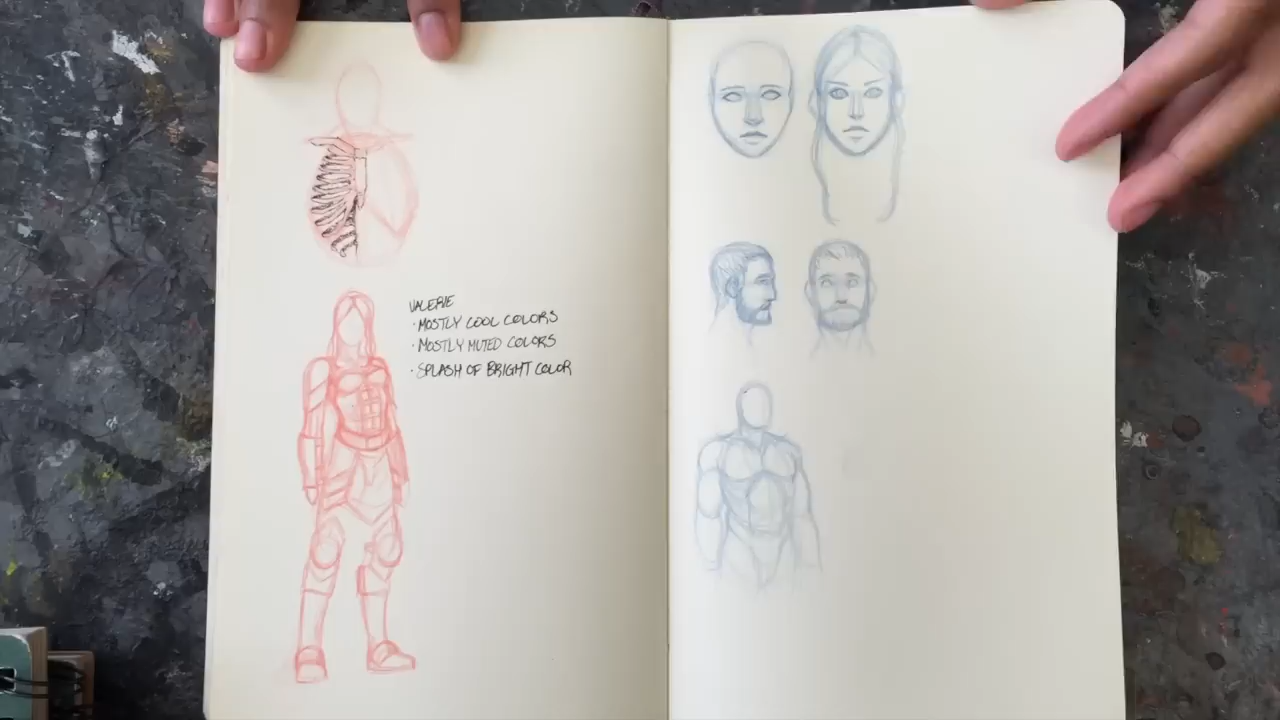 VALERIE
· MOSTLY COOL COLORS
· MOSTLY MUTED COLORS
· SPLASH OF BRIGHT COLOR